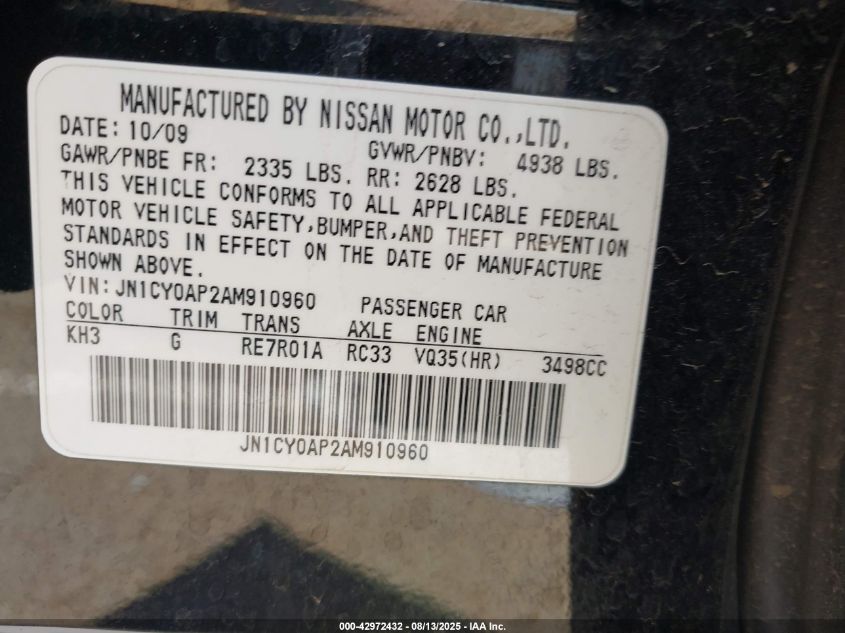 MANUFACTURED BY NISSAN MOTOR CO.,LTD.
DATE: 10/09 GVWR/PNBV: 4938 LBS.
GAWR/PNBE FR: 2335 LBS. RR: 2628 LBS.
THIS VEHICLE CONFORMS TO ALL APPLICABLE FEDERAL
MOTOR VEHICLE SAFETY,BUMPER,AND THEFT PREVENTION
STANDARDS IN EFFECT ON THE DATE OF MANUFACTURE
SHOWN ABOVE.
VIN: JN1CY0AP2AM910960 PASSENGER CAR
COLOR TRIM TRANS AXLE ENGINE
KH3 G RE7R01A RC33 VQ35(HR) 3498CC
JN1CY0AP2AM910960
000-42972432 - 08/13/2025 - IAA Inc.